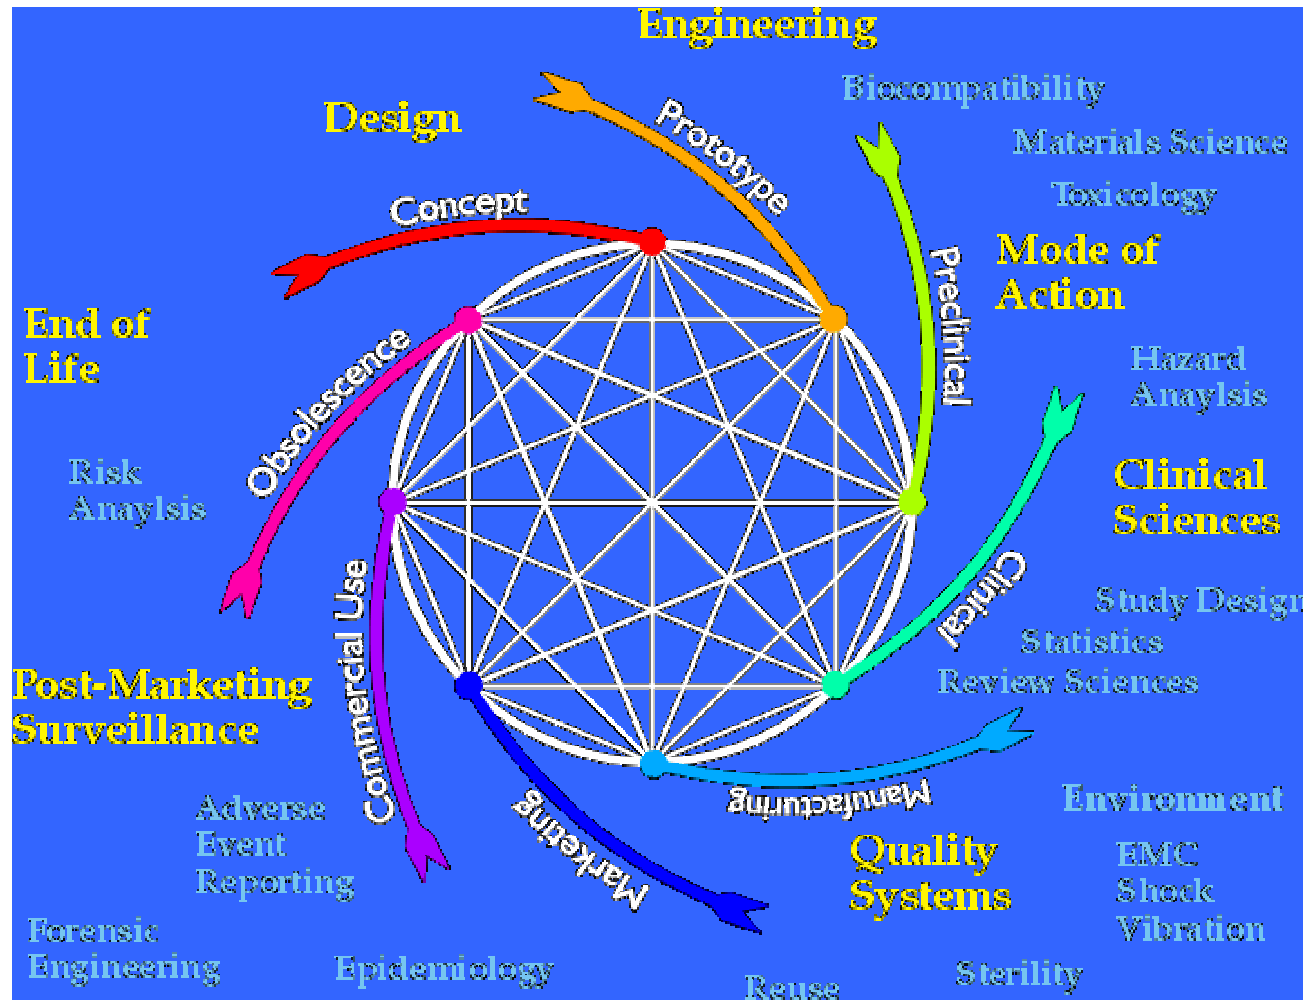 Engineering
Design
Biocompatibility
Prototype
Materials Science
Toxicology
Concept
Mode of
Action
Preclinical
End of
Life
Obsolescence
Hazard
Anaylsis
Risk
Anaylsis
Clinical
Sciences
Clinical
Study Design
Statistics
Review Sciences
Commercial Use
Post-Marketing
Surveillance
Manufacturing
Marketing
Environment
Adverse
Event
Reporting
Quality
Systems
EMC
Shock
Vibration
Forensic
Engineering
Epidemiology
Reuse
Sterility